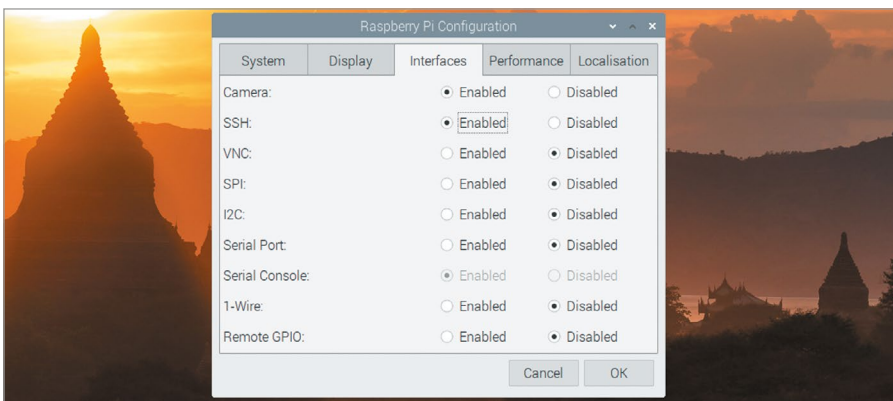 Raspberry Pi Configuration
System Display Interfaces Performance Localisation
Camera: Enabled Disabled
SSH: Enabled Disabled
VNC: Enabled Disabled
SPI: Enabled Disabled
I2C: Enabled Disabled
Serial Port: Enabled Disabled
Serial Console: Enabled Disabled
1-Wire: Enabled Disabled
Remote GPIO: Enabled Disabled
Cancel OK